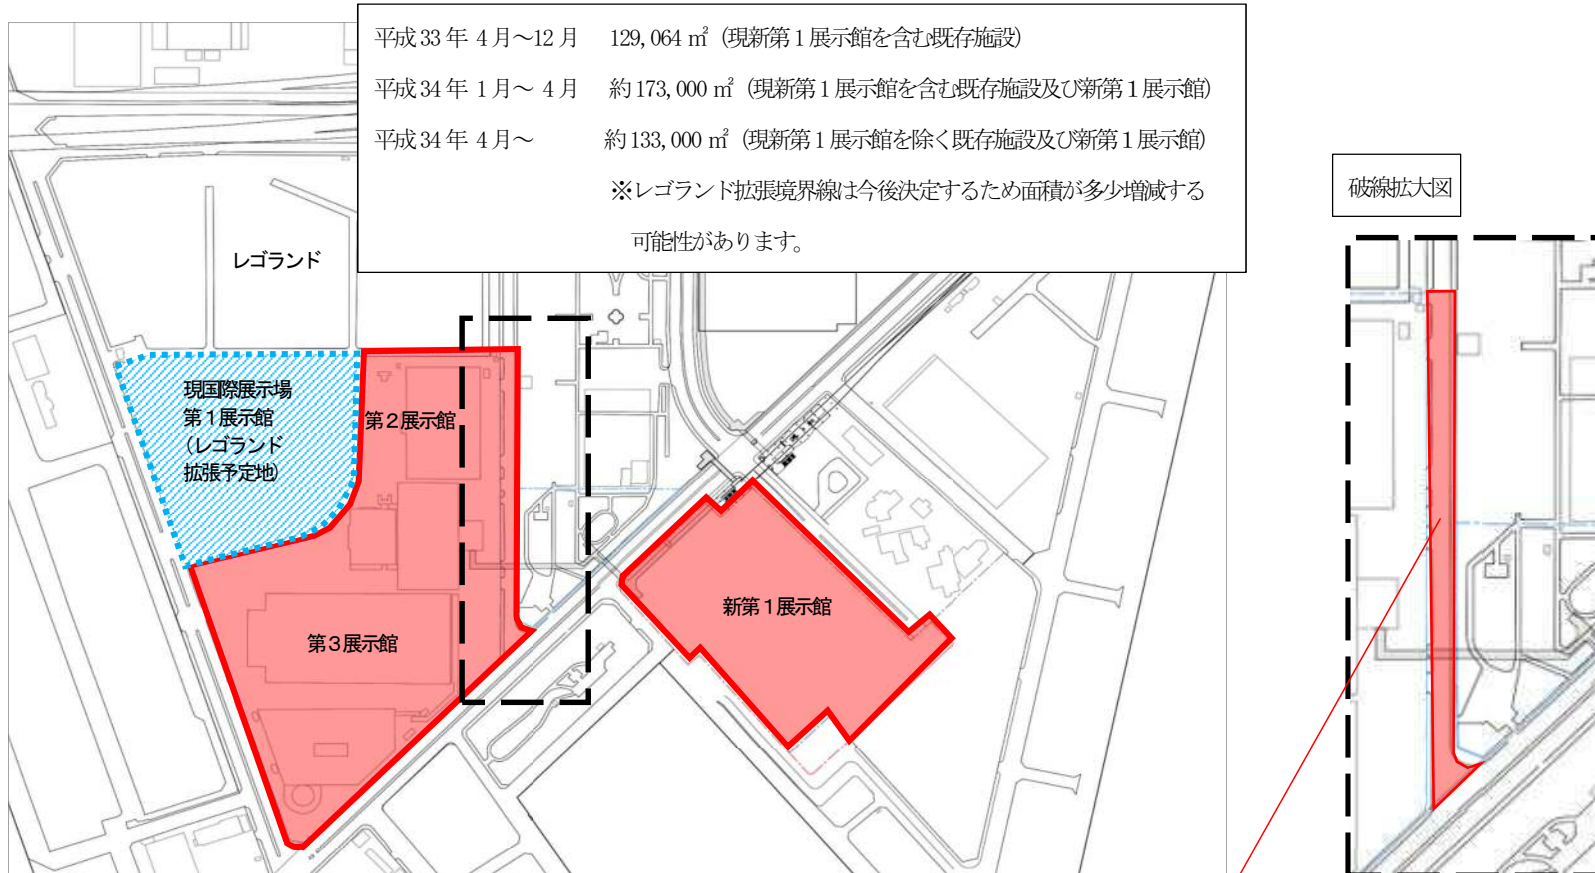 平成33年 4月～12月 129,064㎡（現新第1展示館を含む既存施設）
平成34年 1月～ 4月 約173,000㎡（現新第1展示館を含む既存施設及び新第1展示館）
平成34年 4月～ 約133,000㎡（現新第1展示館を除く既存施設及び新第1展示館）
※レゴランド拡張境界線は今後決定するため面積が多少増減する
可能性があります。
破線拡大図
レゴランド
現国際展示場
第1展示館
（レゴランド
拡張予定地）
第2展示館
新第1展示館
第3展示館